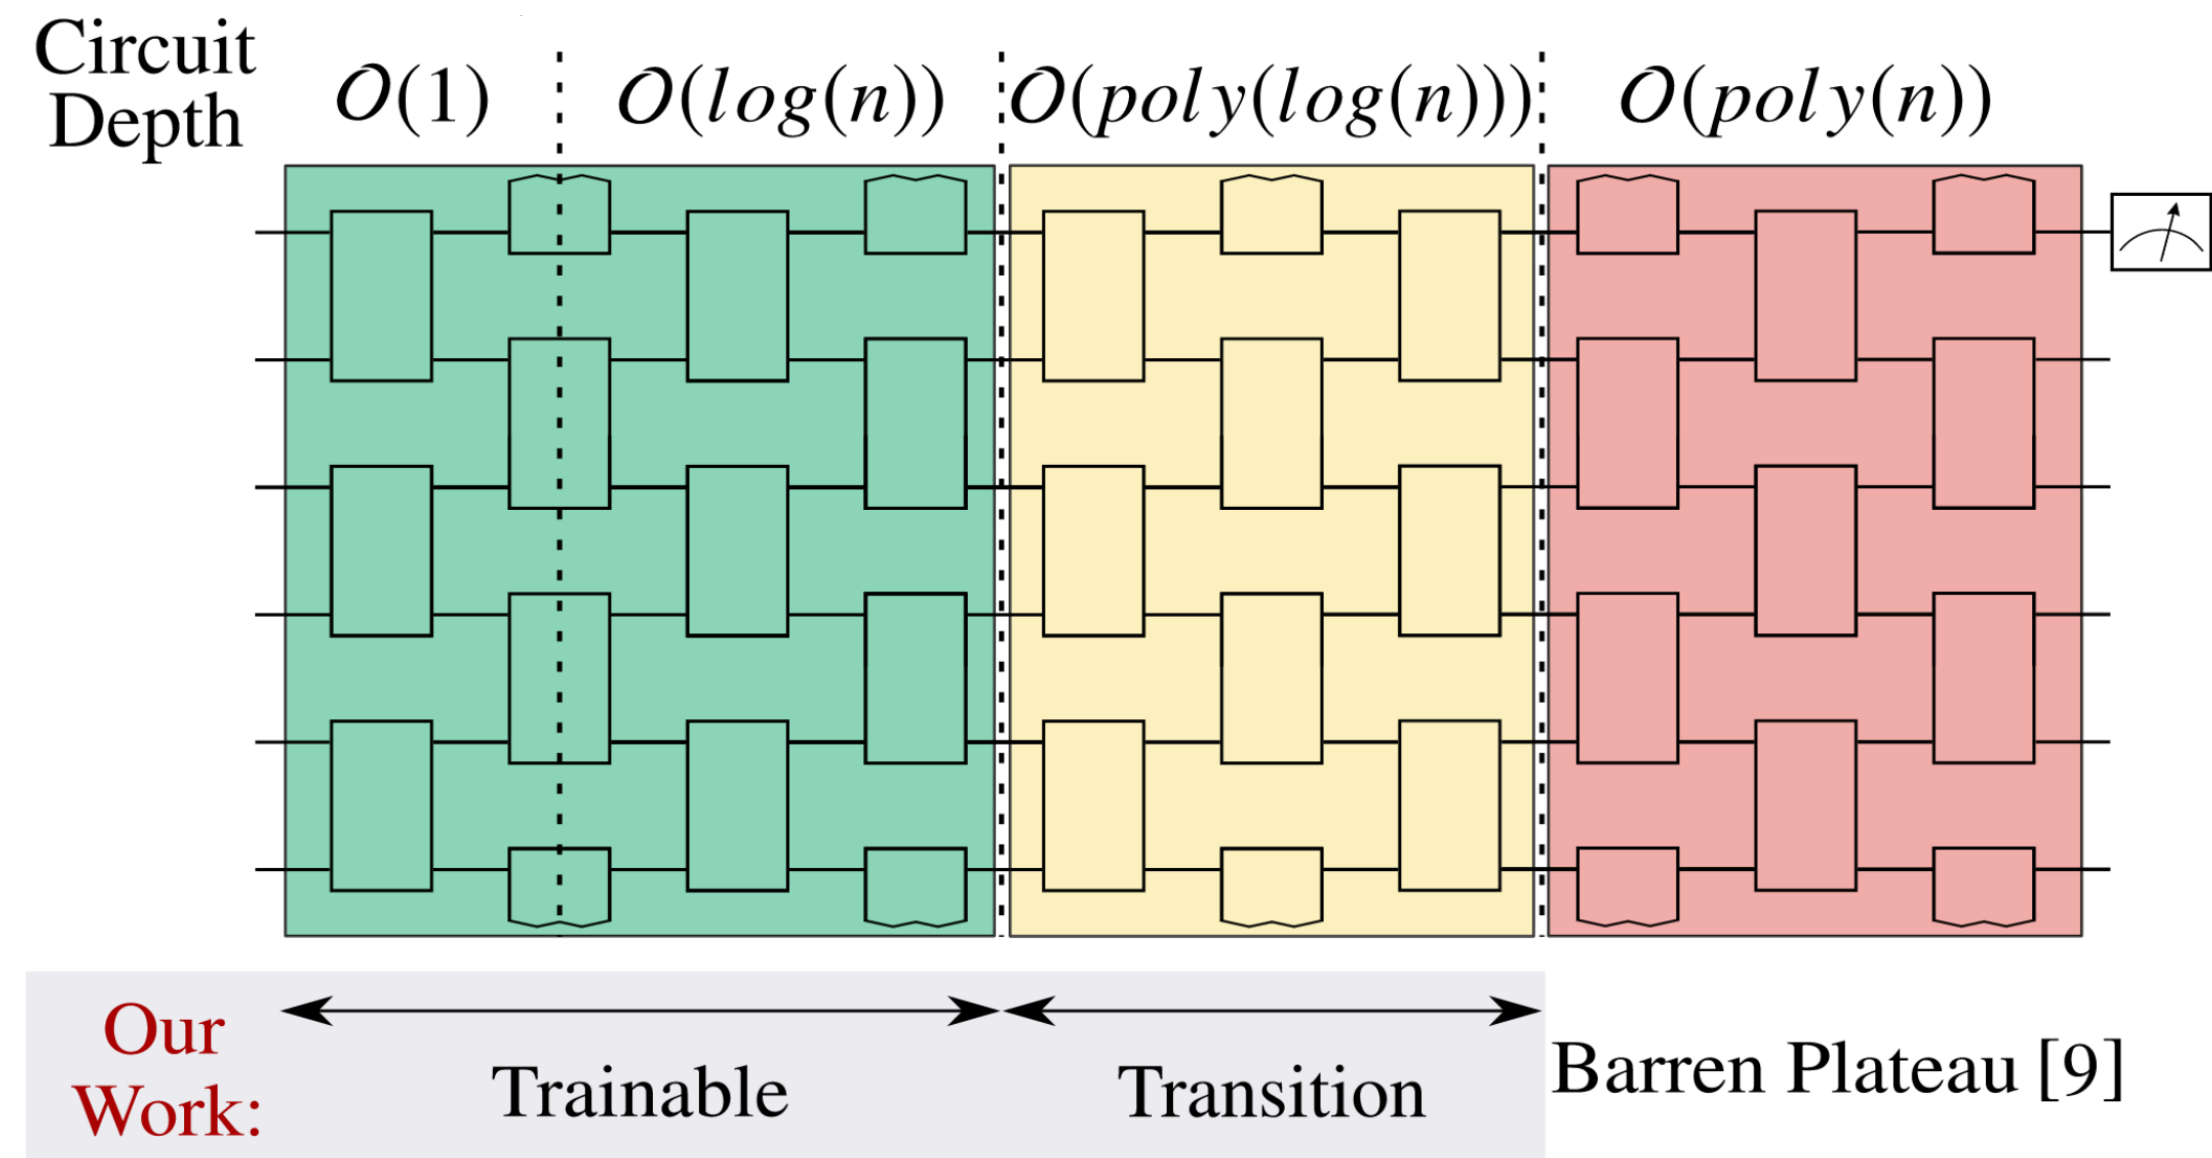 Circuit
Depth
𝒪(1)
𝒪(log(n))
𝒪(poly(log(n)))
𝒪(poly(n))
Our
Work:
Trainable
Transition
Barren Plateau [9]